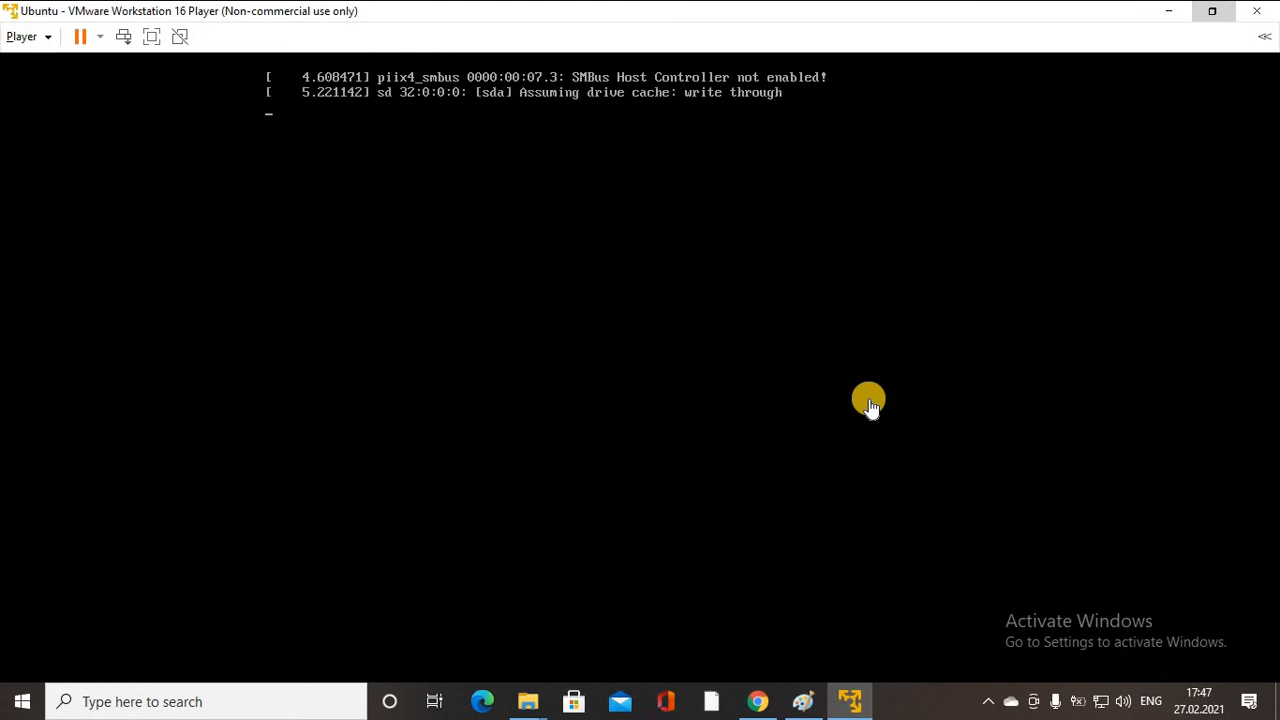 Ubuntu - VMware Workstation 16 Player (Non-commercial use only)
Player
[    4.608471] piix4_smbus 0000:00:07.3: SMBus Host Controller not enabled!
[    5.221142] sd 32:0:0:0: [sda] Assuming drive cache: write through
Activate Windows
Go to Settings to activate Windows.
Type here to search
ENG
17:47
27.02.2021